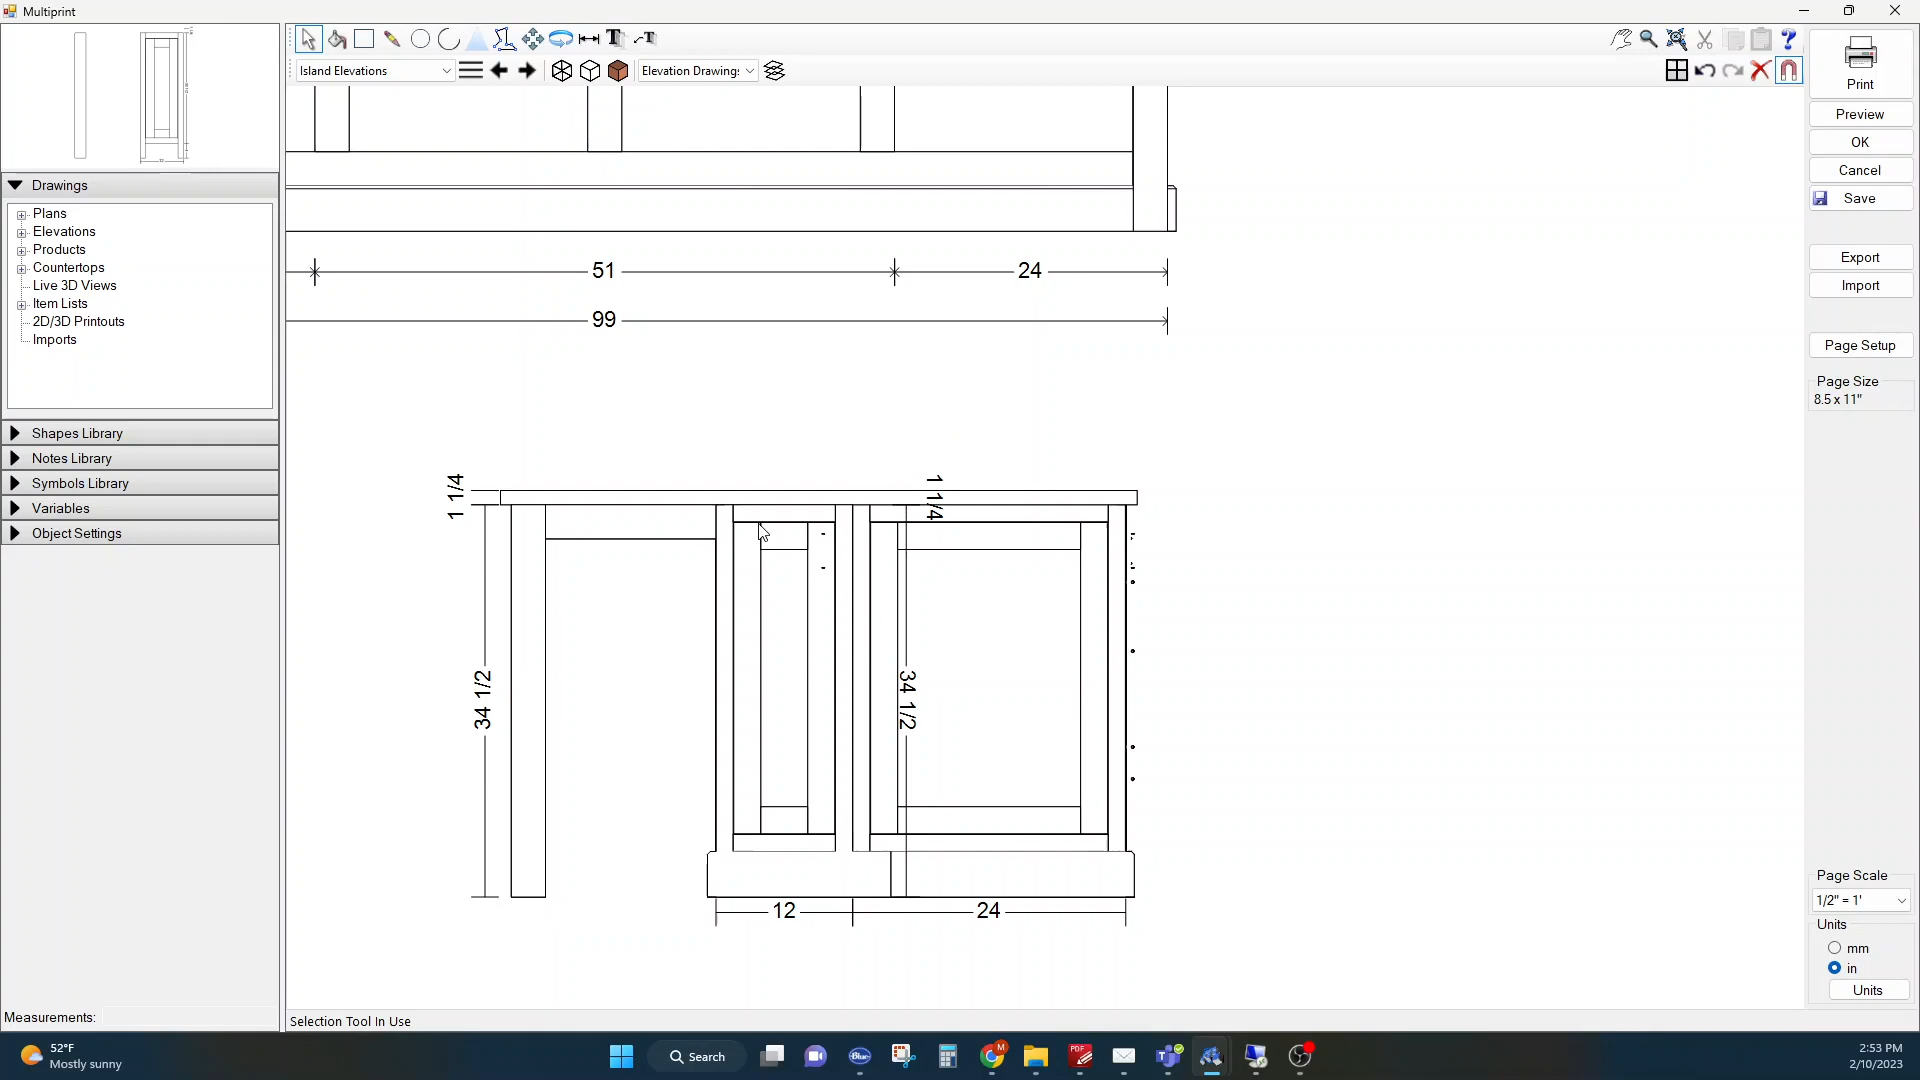 Multiprint
Island Elevations
Elevation Drawing:
Drawings
Plans
Elevations
Products
Countertops
Live 3D Views
Item Lists
2D/3D Printouts
Imports
Shapes Library
Notes Library
Symbols Library
Variables
Object Settings
Measurements:
51
24
99
1 1/4
1 1/4
34 1/2
34 1/2
12
24
Print
Preview
OK
Cancel
Save
Export
Import
Page Setup
Page Size
8.5 x 11"
Page Scale
1/2" = 1'
Units
mm
in
Units
Selection Tool In Use
52°F
Mostly sunny
Search
Blue
M
PDF
2:53 PM
2/10/2023